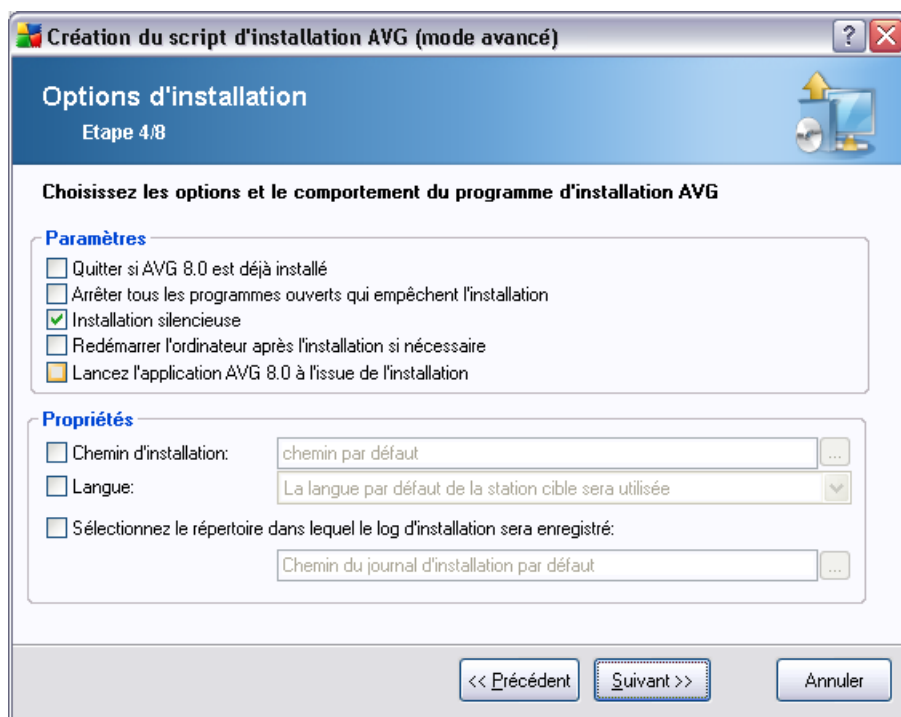 Création du script d'installation AVG (mode avancé)
?
Options d'installation
Etape 4/8
Choisissez les options et le comportement du programme d'installation AVG
Paramètres
Quitter si AVG 8.0 est déjà installé
Arrêter tous les programmes ouverts qui empêchent l'installation
Installation silencieuse
Redémarrer l'ordinateur après l'installation si nécessaire
Lancez l'application AVG 8.0 à l'issue de l'installation
Propriétés
Chemin d'installation: chemin par défaut ...
Langue: La langue par défaut de la station cible sera utilisée
Sélectionnez le répertoire dans lequel le log d'installation sera enregistré:
Chemin du journal d'installation par défaut ...
<< Précédent Suivant >> Annuler